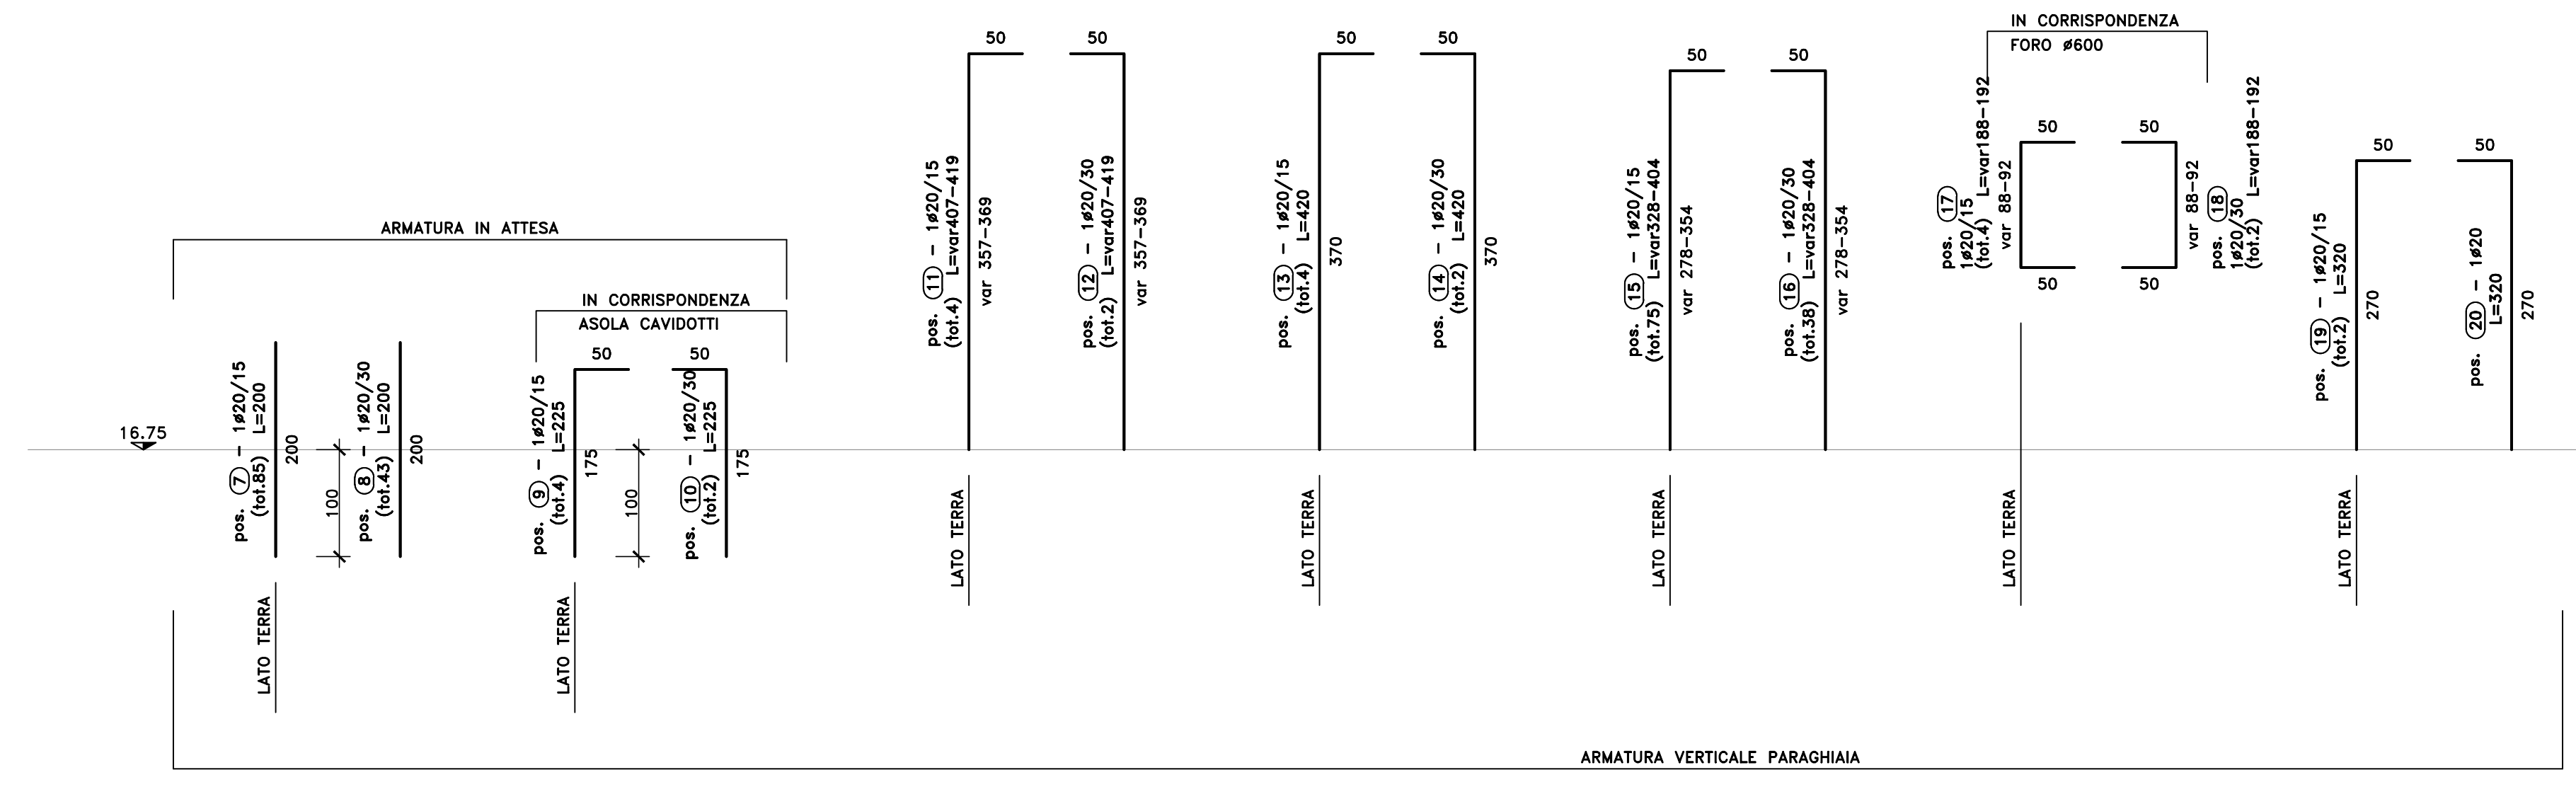 ARMATURA IN ATTESA
IN CORRISPONDENZA
ASOLA CAVIDOTTI
16.75
pos. 7 - 1ø20/15
(tot.85) L=200
200
100
pos. 8 - 1ø20/30
(tot.43) L=200
200
LATO TERRA
50
pos. 9 - 1ø20/15
(tot.4) L=225
175
100
50
pos. 10 - 1ø20/30
(tot.2) L=225
175
LATO TERRA
50
pos. 11 - 1ø20/15
(tot.4) L=var407-419
var 357-369
50
pos. 12 - 1ø20/30
(tot.2) L=var407-419
var 357-369
LATO TERRA
50
pos. 13 - 1ø20/15
(tot.4) L=420
370
50
pos. 14 - 1ø20/30
(tot.2) L=420
370
LATO TERRA
50
pos. 15 - 1ø20/15
(tot.75) L=var328-404
var 278-354
50
pos. 16 - 1ø20/30
(tot.38) L=var328-404
var 278-354
LATO TERRA
IN CORRISPONDENZA
FORO ø600
pos. 17
1ø20/15
(tot.4) L=var188-192
var 88-92
50
50
50
50
var 88-92
pos. 18
1ø20/30
(tot.2) L=var188-192
LATO TERRA
50
pos. 19 - 1ø20/15
(tot.2) L=320
270
50
pos. 20 - 1ø20
L=320
270
LATO TERRA
ARMATURA VERTICALE PARAGHIAIA